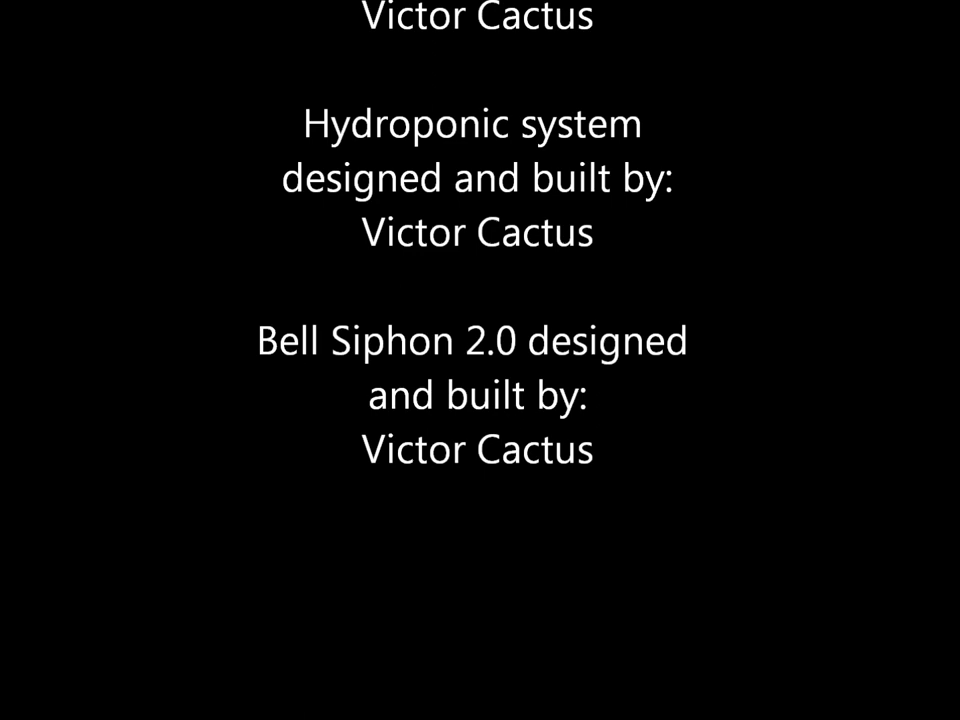 Victor Cactus
Hydroponic system
designed and built by:
Victor Cactus
Bell Siphon 2.0 designed
and built by:
Victor Cactus